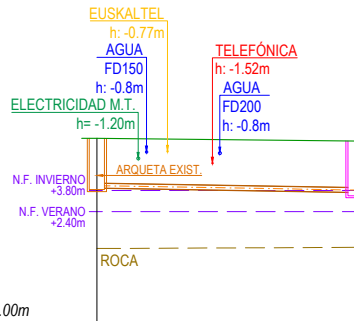 EUSKALTEL
h: -0.77m
AGUA
FD150
h: -0.8m
TELEFÓNICA
h: -1.52m
AGUA
FD200
h: -0.8m
ELECTRICIDAD M.T.
h= -1.20m
ARQUETA EXIST.
N.F. INVIERNO
+3.80m
N.F. VERANO
+2.40m
ROCA
.00m